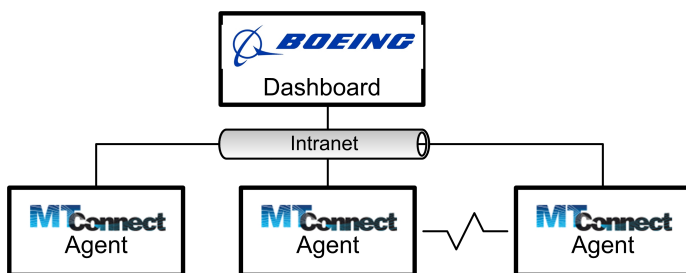 BOEING
Dashboard
Intranet
MTConnect
Agent
MTConnect
Agent
MTConnect
Agent